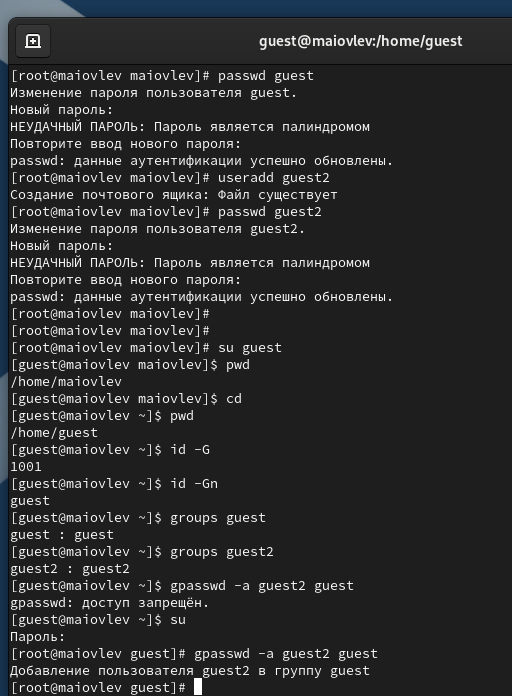 guest@maiovlev:/home/guest
[root@maiovlev maiovlev]# passwd guest
Изменение пароля пользователя guest.
Новый пароль:
НЕУДАЧНЫЙ ПАРОЛЬ: Пароль является палиндромом
Повторите ввод нового пароля:
passwd: данные аутентификации успешно обновлены.
[root@maiovlev maiovlev]# useradd guest2
Создание почтового ящика: Файл существует
[root@maiovlev maiovlev]# passwd guest2
Изменение пароля пользователя guest2.
Новый пароль:
НЕУДАЧНЫЙ ПАРОЛЬ: Пароль является палиндромом
Повторите ввод нового пароля:
passwd: данные аутентификации успешно обновлены.
[root@maiovlev maiovlev]#
[root@maiovlev maiovlev]#
[root@maiovlev maiovlev]# su guest
[guest@maiovlev maiovlev]$ pwd
/home/maiovlev
[guest@maiovlev maiovlev]$ cd
[guest@maiovlev ~]$ pwd
/home/guest
[guest@maiovlev ~]$ id -G
1001
[guest@maiovlev ~]$ id -Gn
guest
[guest@maiovlev ~]$ groups guest
guest : guest
[guest@maiovlev ~]$ groups guest2
guest2 : guest2
[guest@maiovlev ~]$ gpasswd -a guest2 guest
gpasswd: доступ запрещён.
[guest@maiovlev ~]$ su
Пароль:
[root@maiovlev guest]# gpasswd -a guest2 guest
Добавление пользователя guest2 в группу guest
[root@maiovlev guest]#